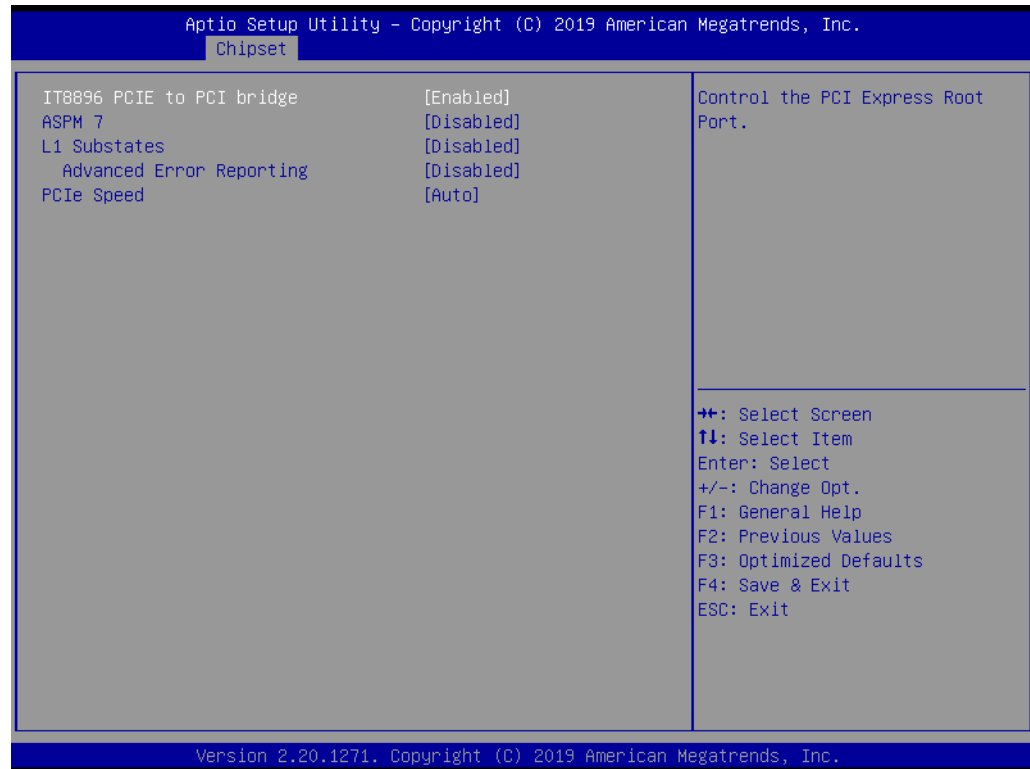 Aptio Setup Utility – Copyright (C) 2019 American Megatrends, Inc.
Chipset
IT8896 PCIE to PCI bridge [Enabled]
ASPM 7 [Disabled]
L1 Substates [Disabled]
Advanced Error Reporting [Disabled]
PCIe Speed [Auto]
Control the PCI Express Root
Port.
→←: Select Screen
↑↓: Select Item
Enter: Select
+/-: Change Opt.
F1: General Help
F2: Previous Values
F3: Optimized Defaults
F4: Save & Exit
ESC: Exit
Version 2.20.1271. Copyright (C) 2019 American Megatrends, Inc.